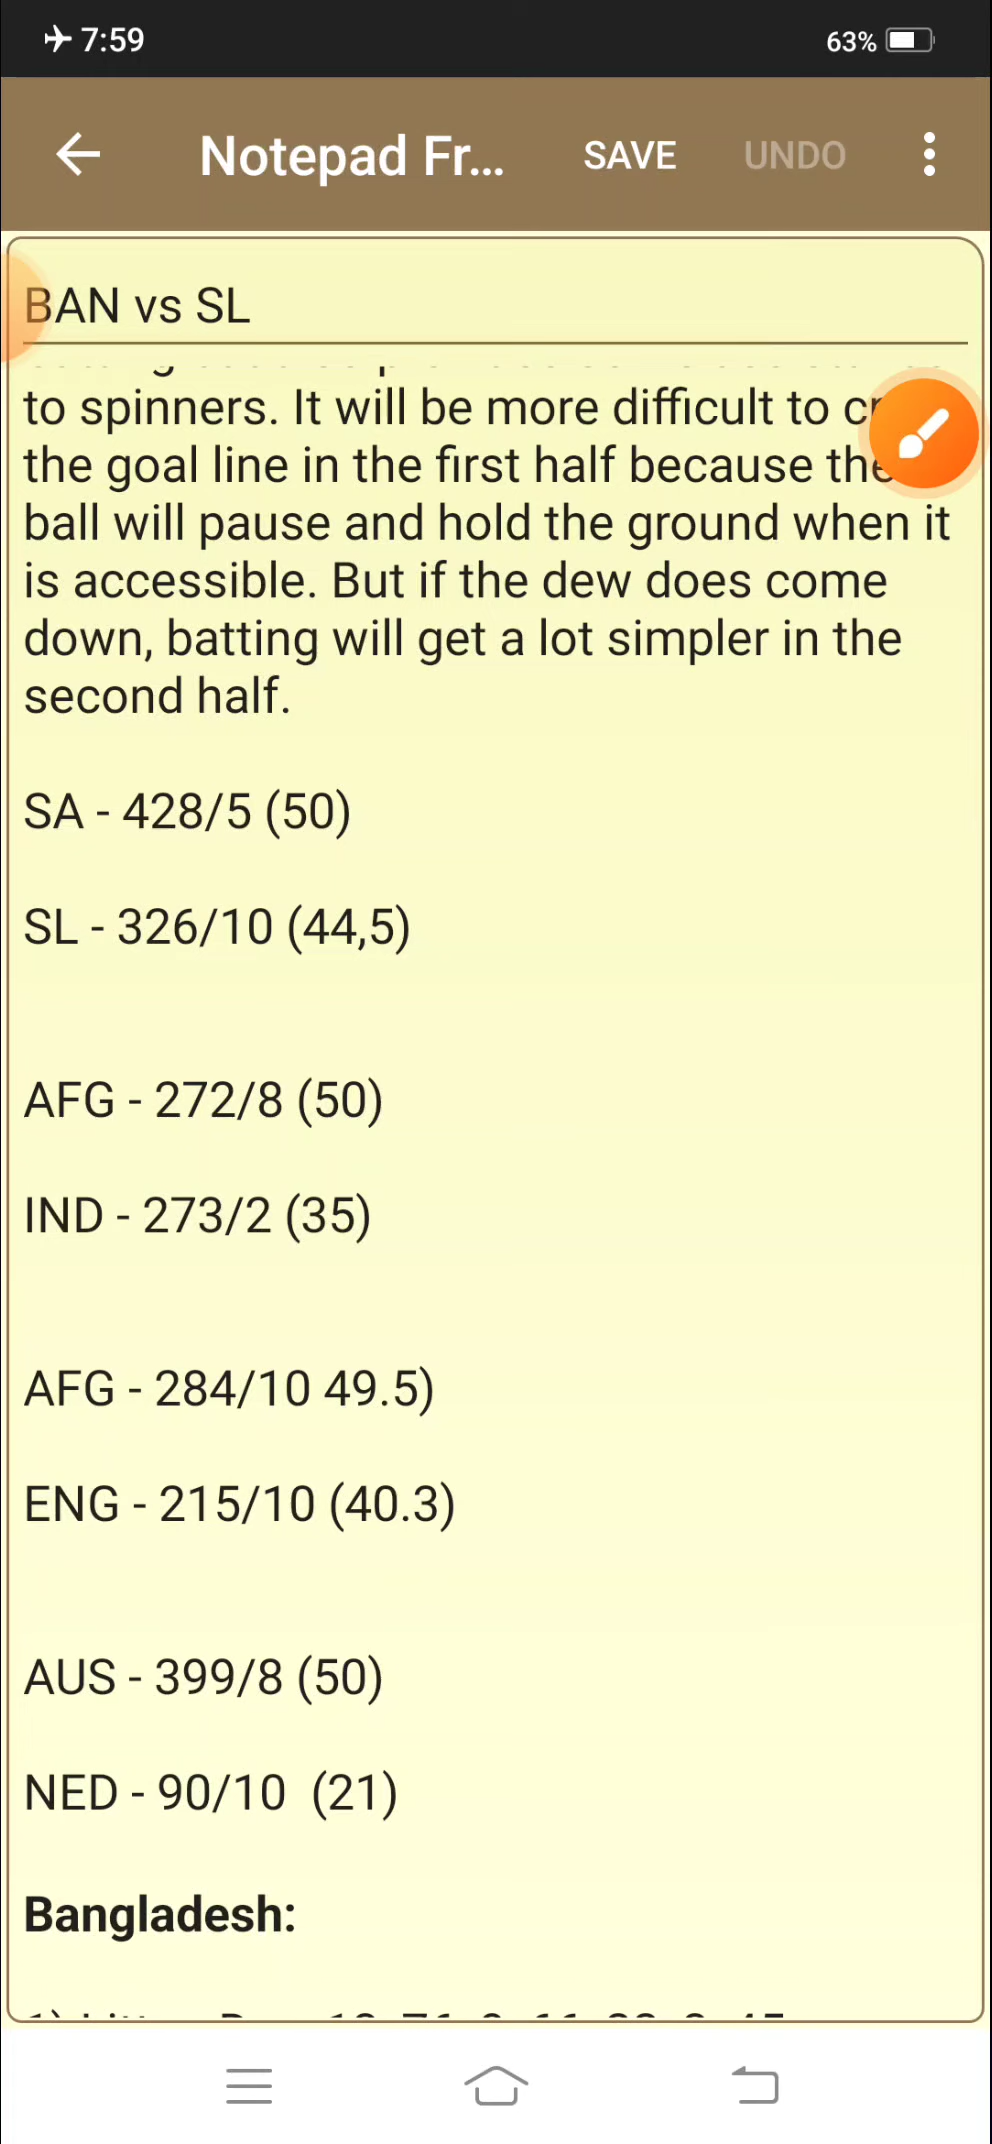 7:59
63%
Notepad Fr...
SAVE
UNDO
BAN vs SL
to spinners. It will be more difficult to
the goal line in the first half because the
ball will pause and hold the ground when it
is accessible. But if the dew does come
down, batting will get a lot simpler in the
second half.
SA - 428/5 (50)
SL - 326/10 (44,5)
AFG - 272/8 (50)
IND - 273/2 (35)
AFG - 284/10 49.5)
ENG - 215/10 (40.3)
AUS - 399/8 (50)
NED - 90/10  (21)
Bangladesh: